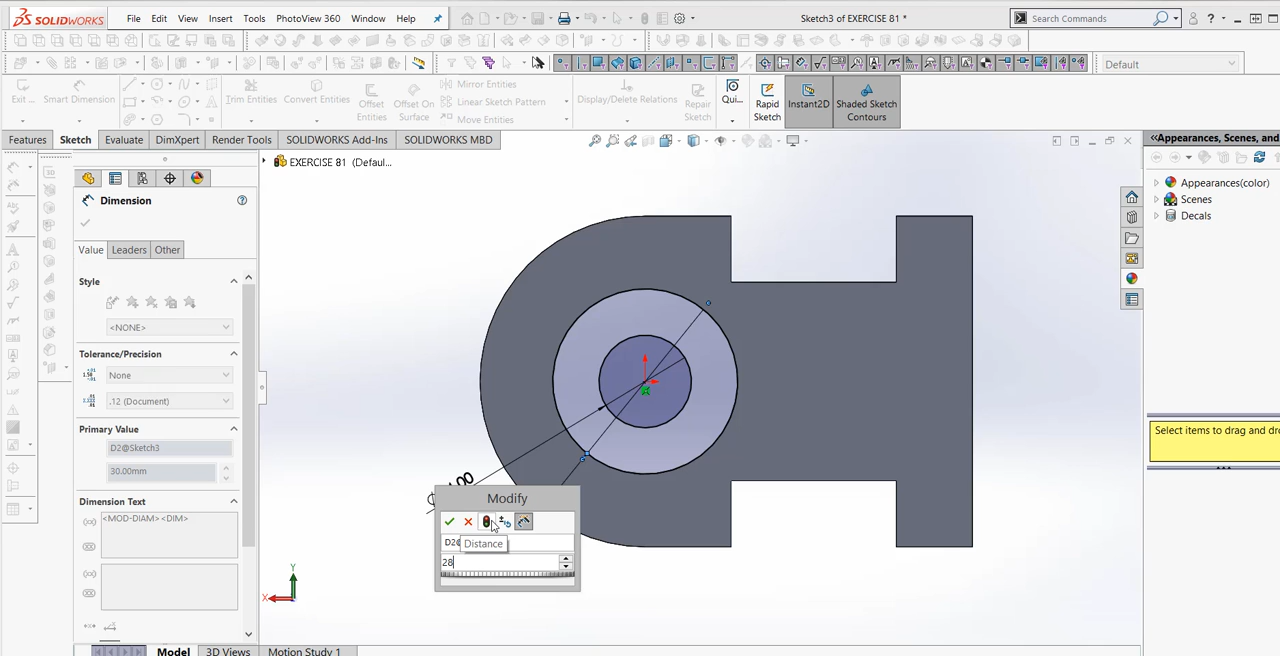 SOLIDWORKS File Edit View Insert Tools PhotoView 360 Window Help Sketch3 of EXERCISE 81 * Search Commands ?
Default
Exit ... Smart Dimension Trim Entities Convert Entities Offset Entities Offset On Surface Mirror Entities Linear Sketch Pattern Move Entities Display/Delete Relations Repair Sketch Qui... Rapid Sketch Instant2D Shaded Sketch Contours
Features Sketch Evaluate DimXpert Render Tools SOLIDWORKS Add-Ins SOLIDWORKS MBD
<<Appearances, Scenes, and
EXERCISE 81 (Defaul...
Dimension
Value Leaders Other
Style
<NONE>
Tolerance/Precision
None
.12 (Document)
Primary Value
D2@Sketch3
30.00mm
Dimension Text
<MOD-DIAM><DIM>
Modify
Distance
28
Y
X
Appearances(color)
Scenes
Decals
Select items to drag and dro
Model 3D Views Motion Study 1